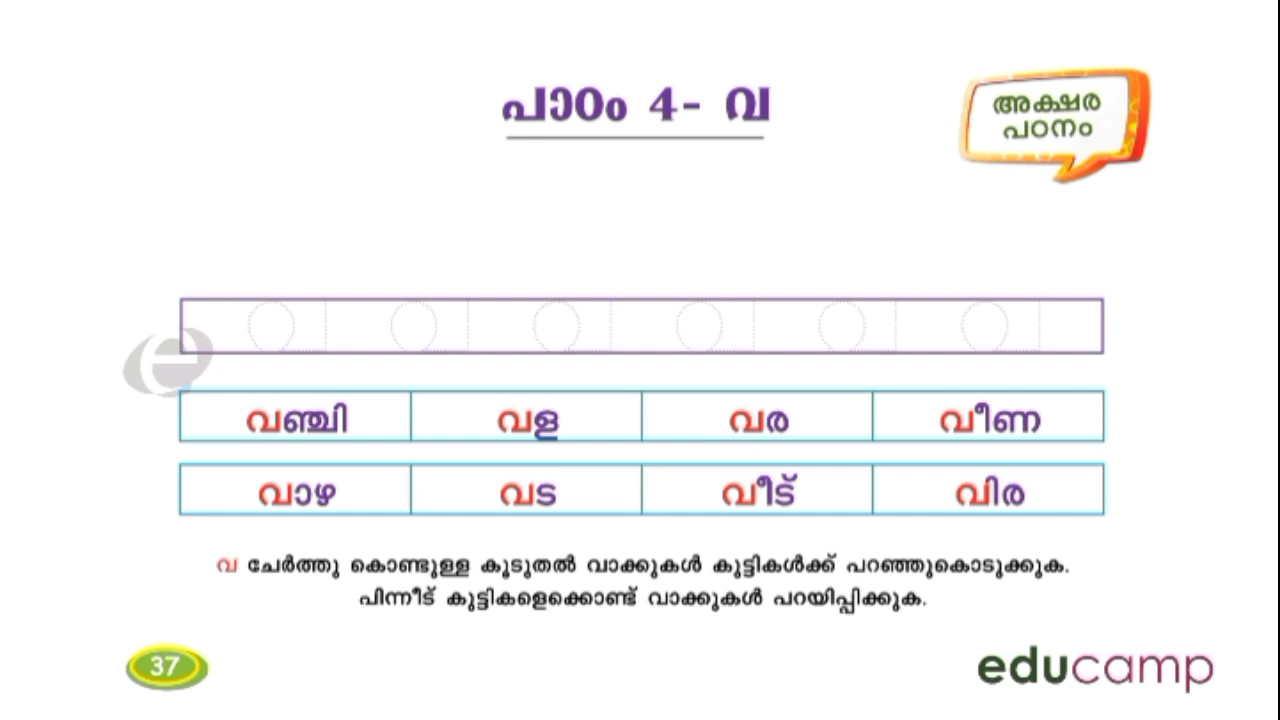 പാഠം 4- വ
അക്ഷര
പഠനം
വഞ്ചി വള വര വീണ
വാഴ വട വീട് വിര
വ ചേർത്തു കൊണ്ടുള്ള കൂടുതൽ വാക്കുകൾ കുട്ടികൾക്ക് പറഞ്ഞുകൊടുക്കുക.
പിന്നീട് കുട്ടികളെക്കൊണ്ട് വാക്കുകൾ പറയിപ്പിക്കുക.
37
educamp